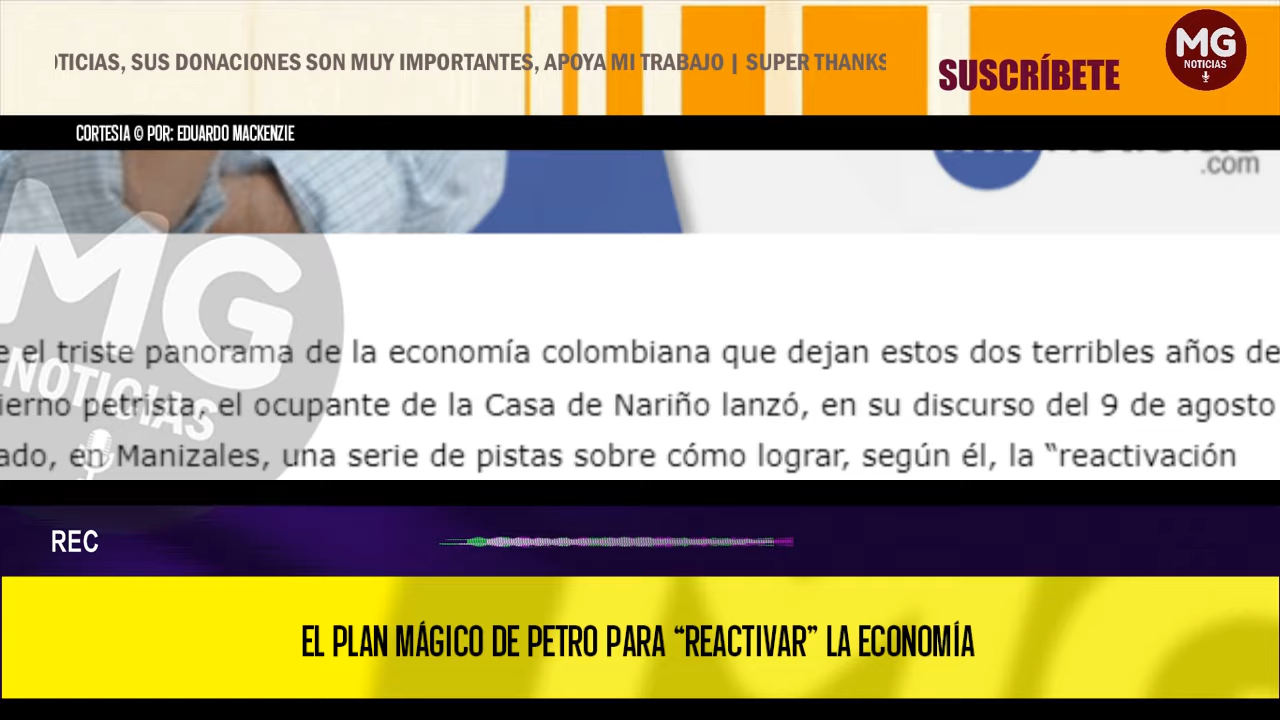 OTICIAS, SUS DONACIONES SON MUY IMPORTANTES, APOYA MI TRABAJO | SUPER THANKS
SUSCRÍBETE
MG
NOTICIAS
CORTESIA © POR: EDUARDO MACKENZIE
.com
MG
NOTICIAS
e el triste panorama de la economía colombiana que dejan estos dos terribles años de
ierno petrista, el ocupante de la Casa de Nariño lanzó, en su discurso del 9 de agosto
ado, en Manizales, una serie de pistas sobre cómo lograr, según él, la “reactivación
REC
EL PLAN MÁGICO DE PETRO PARA “REACTIVAR” LA ECONOMÍA